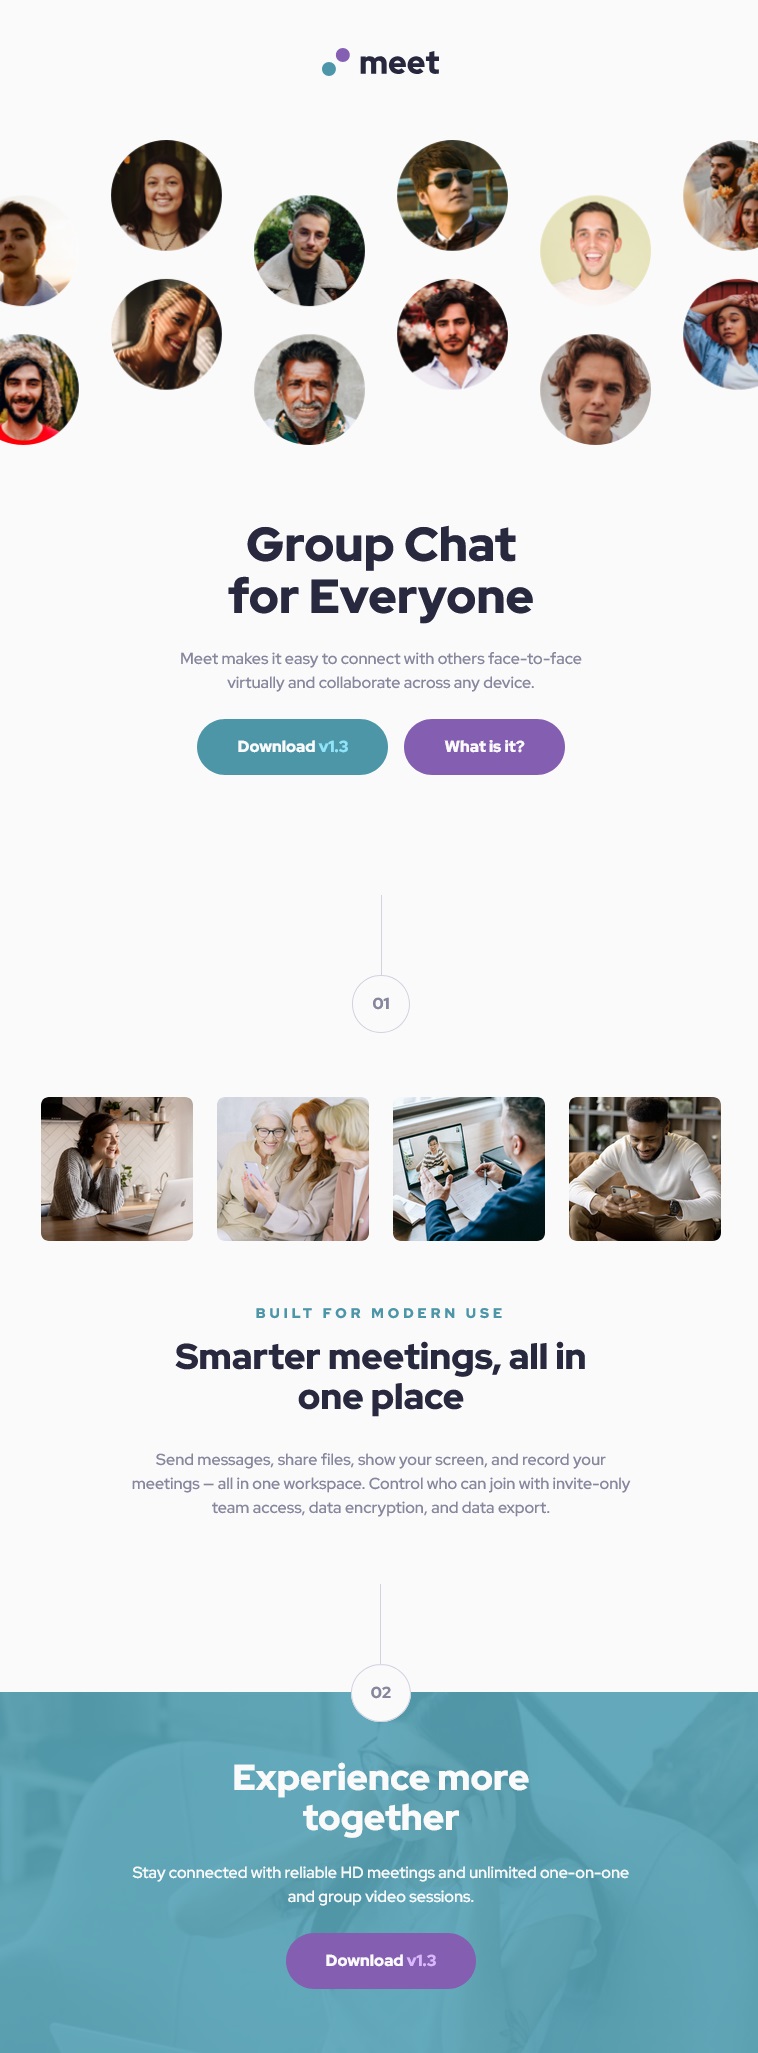 meet
Group Chat
for Everyone
Meet makes it easy to connect with others face-to-face
virtually and collaborate across any device.
Download v1.3
What is it?
01
BUILT FOR MODERN USE
Smarter meetings, all in
one place
Send messages, share files, show your screen, and record your
meetings — all in one workspace. Control who can join with invite-only
team access, data encryption, and data export.
02
Experience more
together
Stay connected with reliable HD meetings and unlimited one-on-one
and group video sessions.
Download v1.3